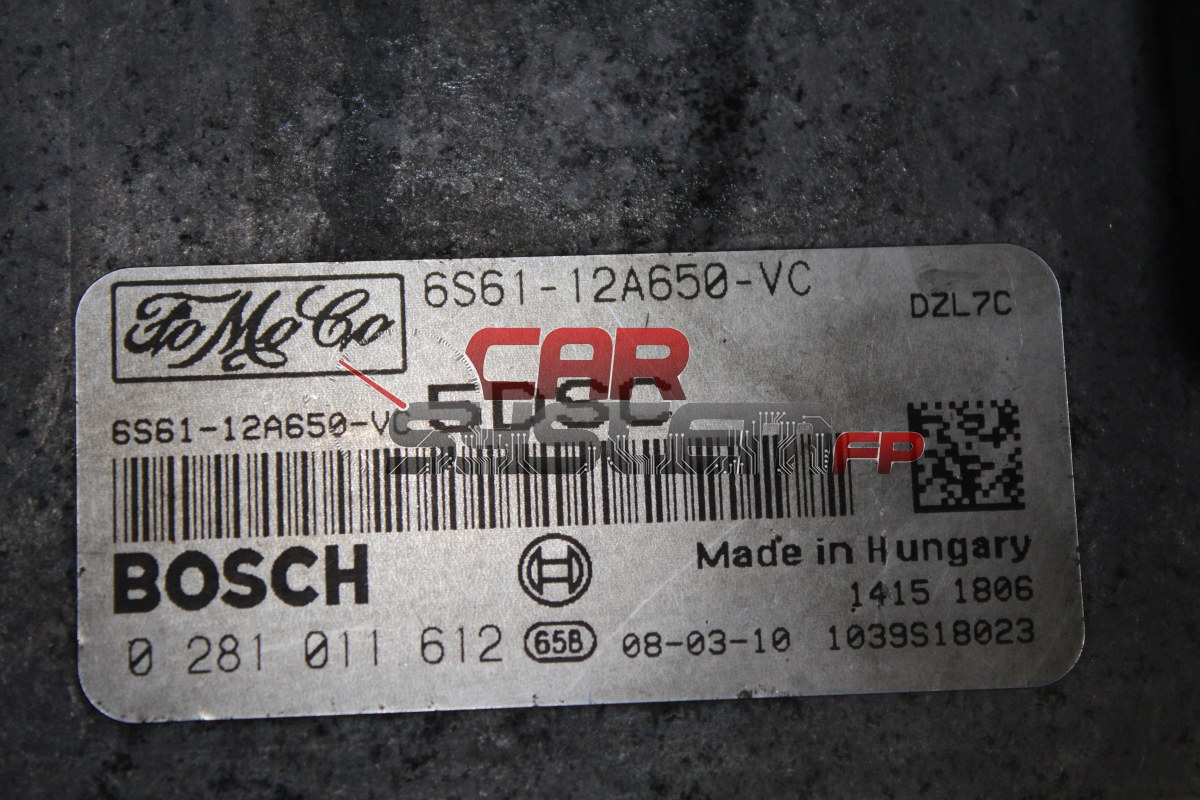 FoMoCo 6S61-12A650-VC DZL7C
CAR
5DSC
6S61-12A650-VC
SYSTEM FP
BOSCH
Made in Hungary
1415 1806
0 281 011 612 65B 08-03-10 1039S18023